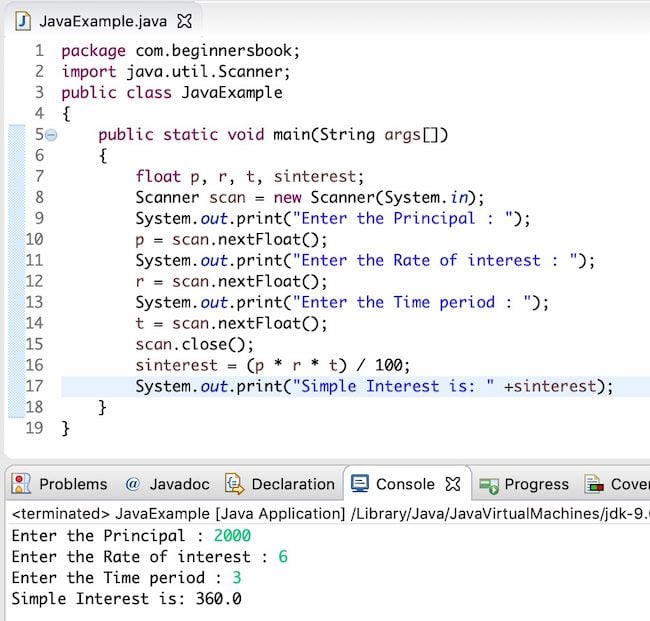 JavaExample.java
1 package com.beginnersbook;
2 import java.util.Scanner;
3 public class JavaExample
4 {
5 public static void main(String args[])
6 {
7 float p, r, t, sinterest;
8 Scanner scan = new Scanner(System.in);
9 System.out.print("Enter the Principal : ");
10 p = scan.nextFloat();
11 System.out.print("Enter the Rate of interest : ");
12 r = scan.nextFloat();
13 System.out.print("Enter the Time period : ");
14 t = scan.nextFloat();
15 scan.close();
16 sinterest = (p * r * t) / 100;
17 System.out.print("Simple Interest is: " +sinterest);
18 }
19 }
Problems @ Javadoc Declaration Console Progress Cover
<terminated> JavaExample [Java Application] /Library/Java/JavaVirtualMachines/jdk-9.
Enter the Principal : 2000
Enter the Rate of interest : 6
Enter the Time period : 3
Simple Interest is: 360.0